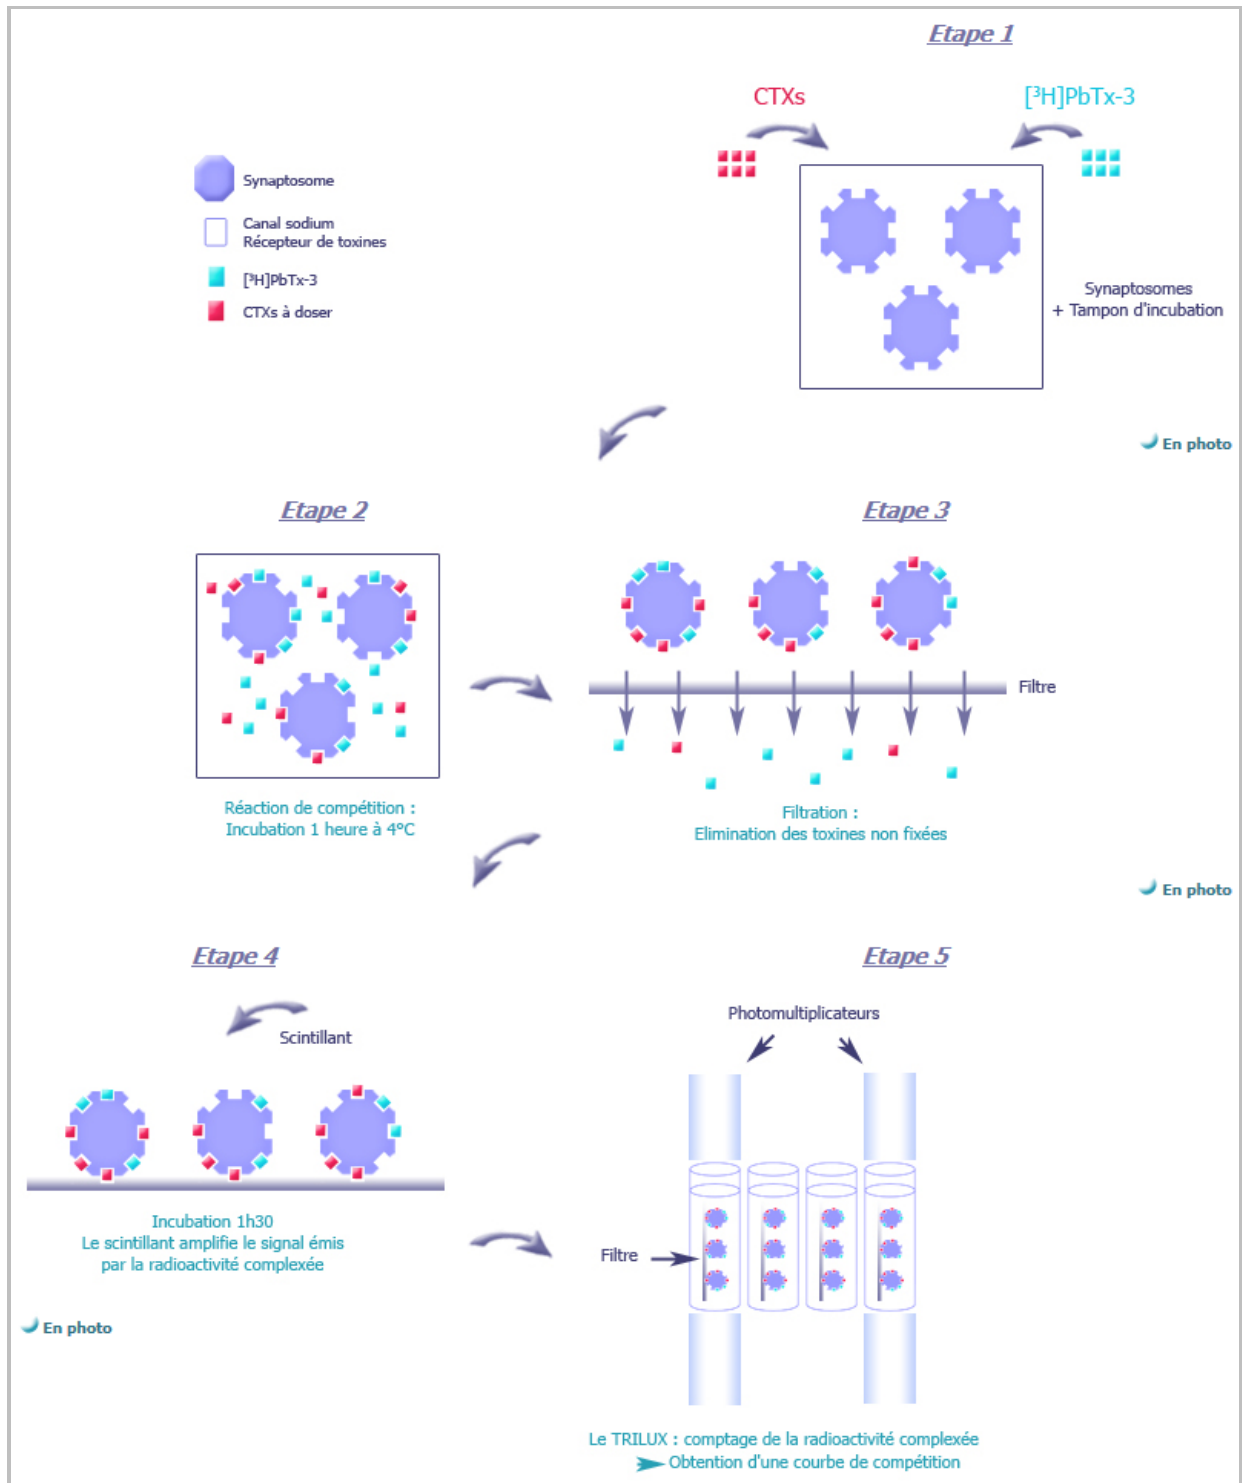 Etape 1
CTXs
[³H]PbTx-3
Synaptosome
Canal sodium
Récepteur de toxines
[³H]PbTx-3
CTXs à doser
Synaptosomes
+ Tampon d'incubation
En photo
Etape 2
Etape 3
Filtre
Réaction de compétition :
Incubation 1 heure à 4°C
Filtration :
Elimination des toxines non fixées
En photo
Etape 4
Etape 5
Scintillant
Photomultiplicateurs
Incubation 1h30
Le scintillant amplifie le signal émis
par la radioactivité complexée
Filtre
En photo
Le TRILUX : comptage de la radioactivité complexée
Obtention d'une courbe de compétition